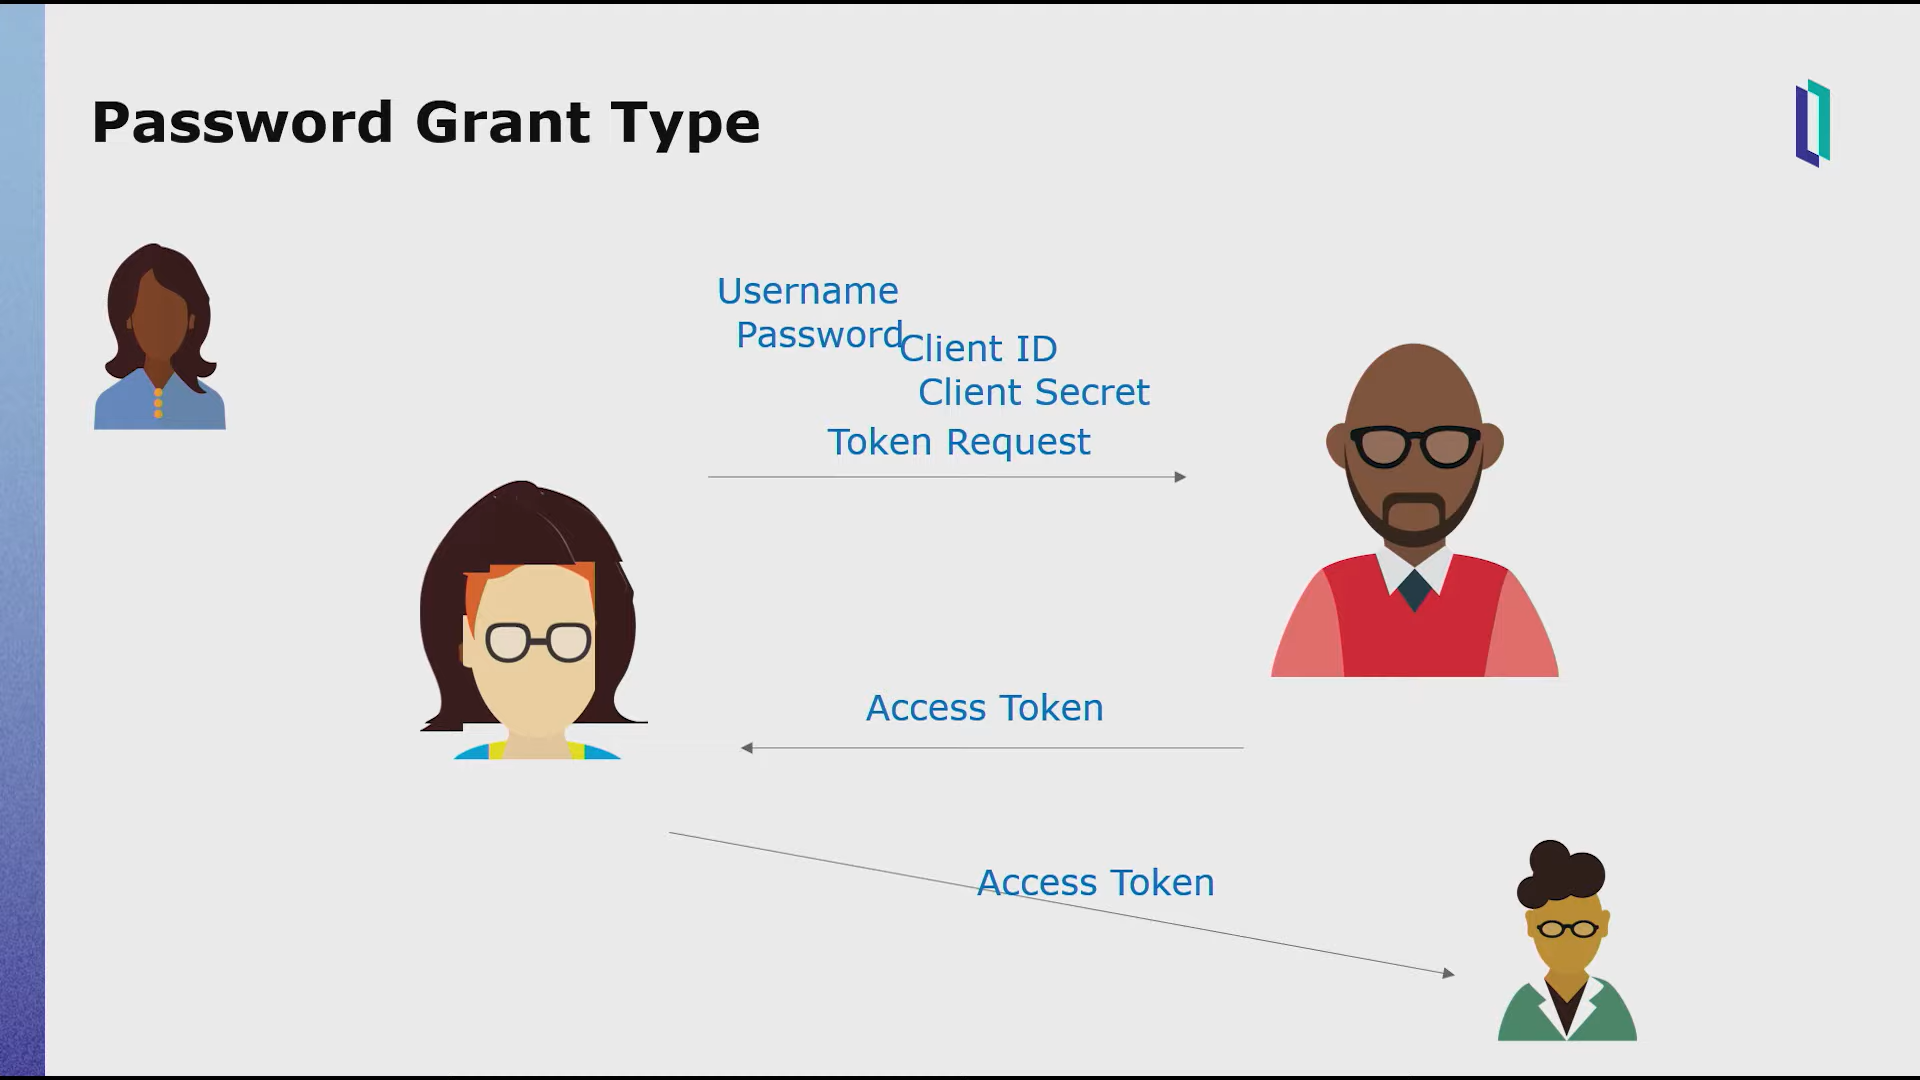 Password Grant Type
Username
Password
Client ID
Client Secret
Token Request
Access Token
Access Token